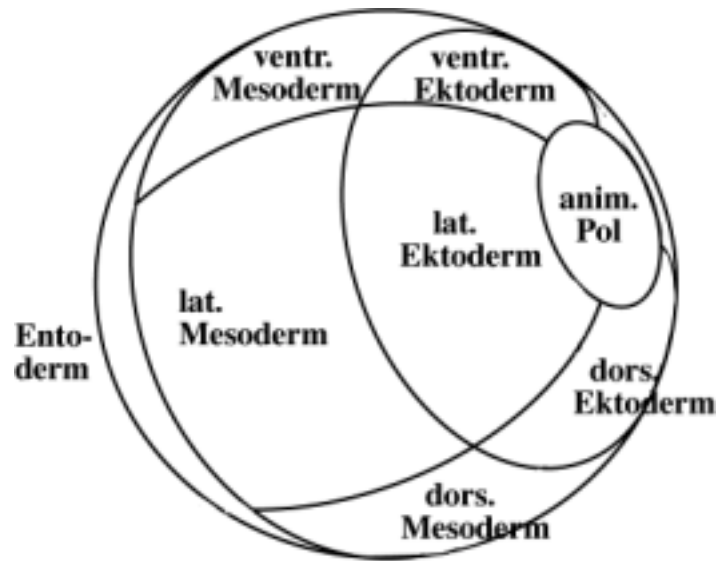 ventr.
Mesoderm
ventr.
Ektoderm
anim.
Pol
lat.
Ektoderm
lat.
Mesoderm
Ento-
derm
dors.
Ektoderm
dors.
Mesoderm